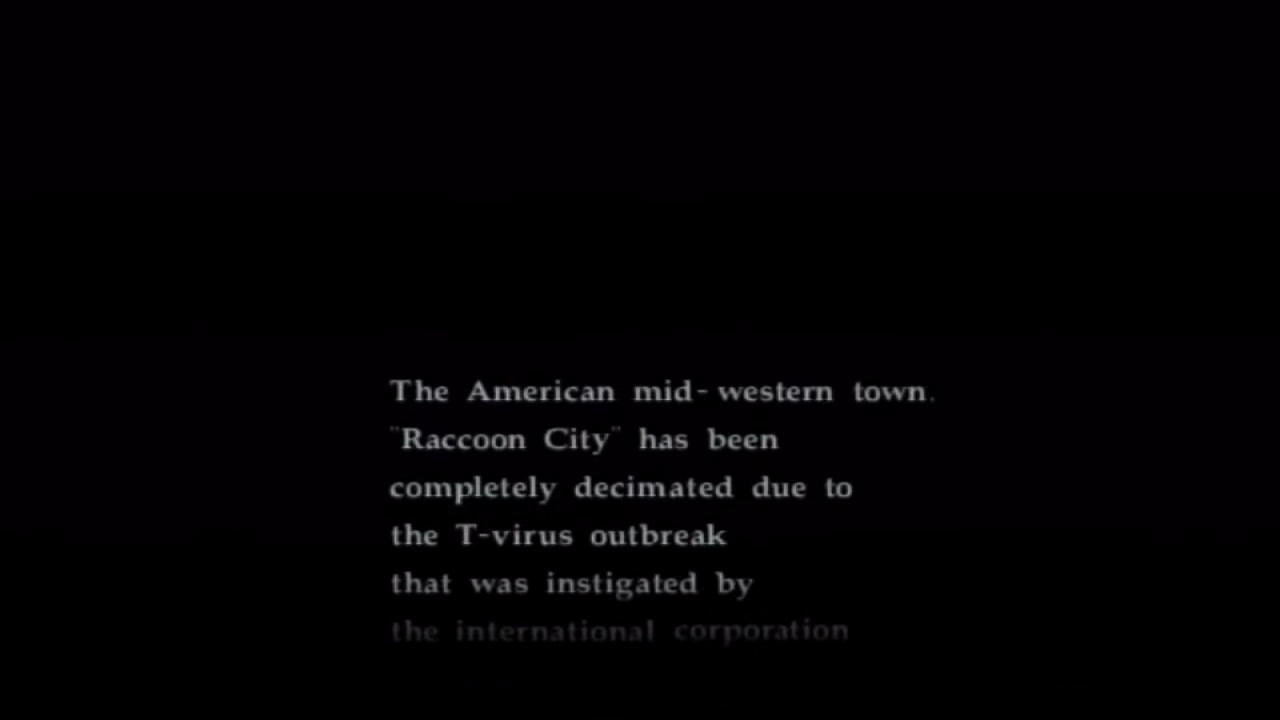 The American mid-western town.
"Raccoon City" has been
completely decimated due to
the T-virus outbreak
that was instigated by
the international corporation